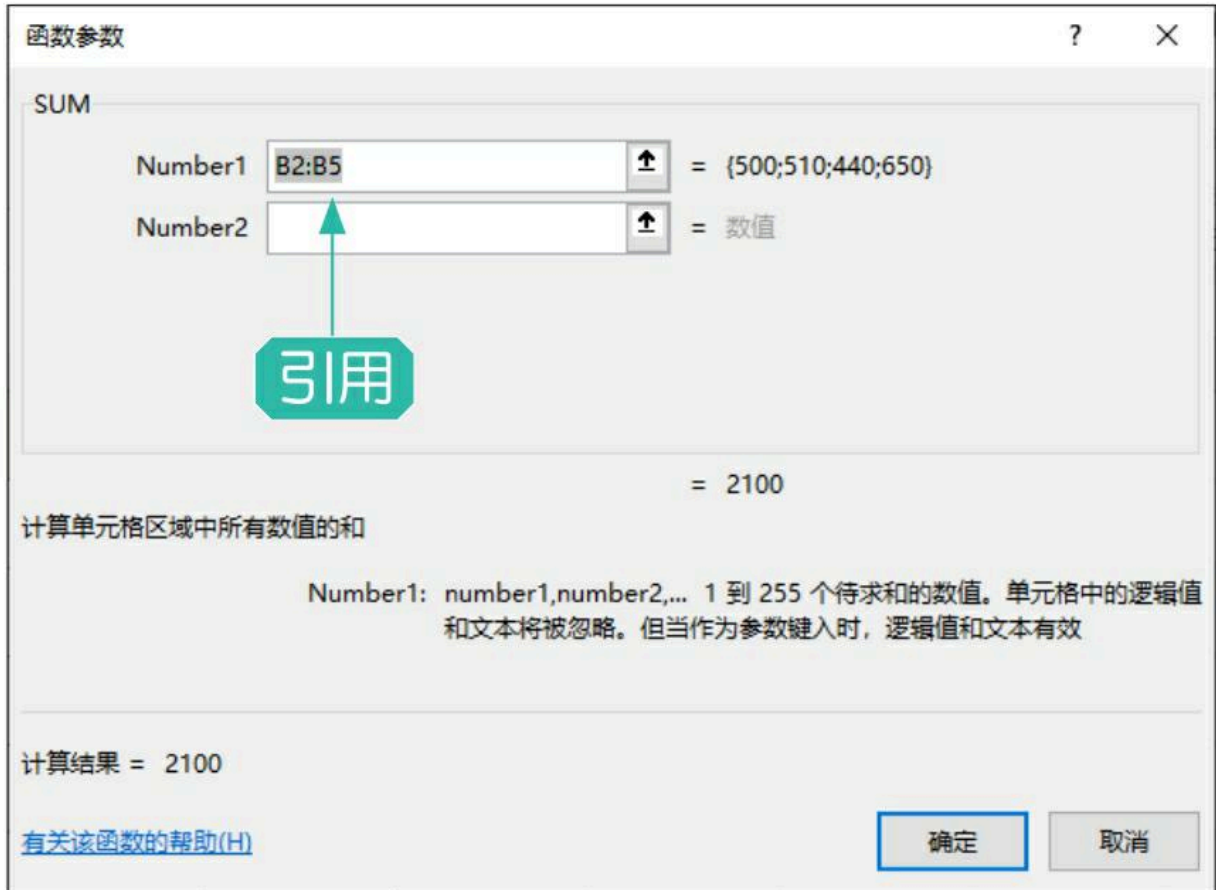 函数参数
?
SUM
Number1 B2:B5 = {500;510;440;650}
Number2 = 数值
引用
= 2100
计算单元格区域中所有数值的和
Number1: number1,number2,... 1 到 255 个待求和的数值。单元格中的逻辑值
和文本将被忽略。但当作为参数键入时，逻辑值和文本有效
计算结果 = 2100
有关该函数的帮助(H)
确定
取消